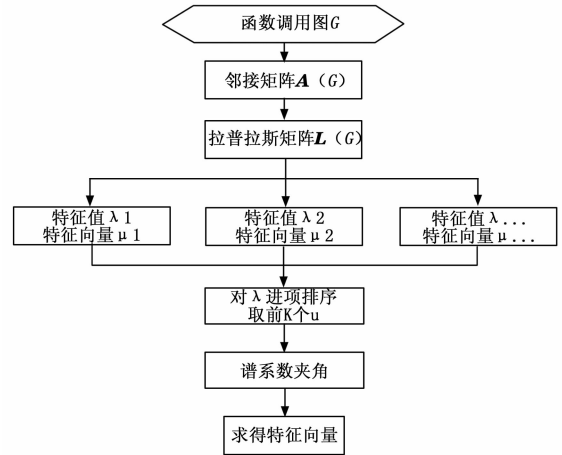 函数调用图G
邻接矩阵A（G）
拉普拉斯矩阵L（G）
特征值λ1
特征向量μ1
特征值λ2
特征向量μ2
特征值λ...
特征向量μ...
对λ进项排序
取前K个u
谱系数夹角
求得特征向量